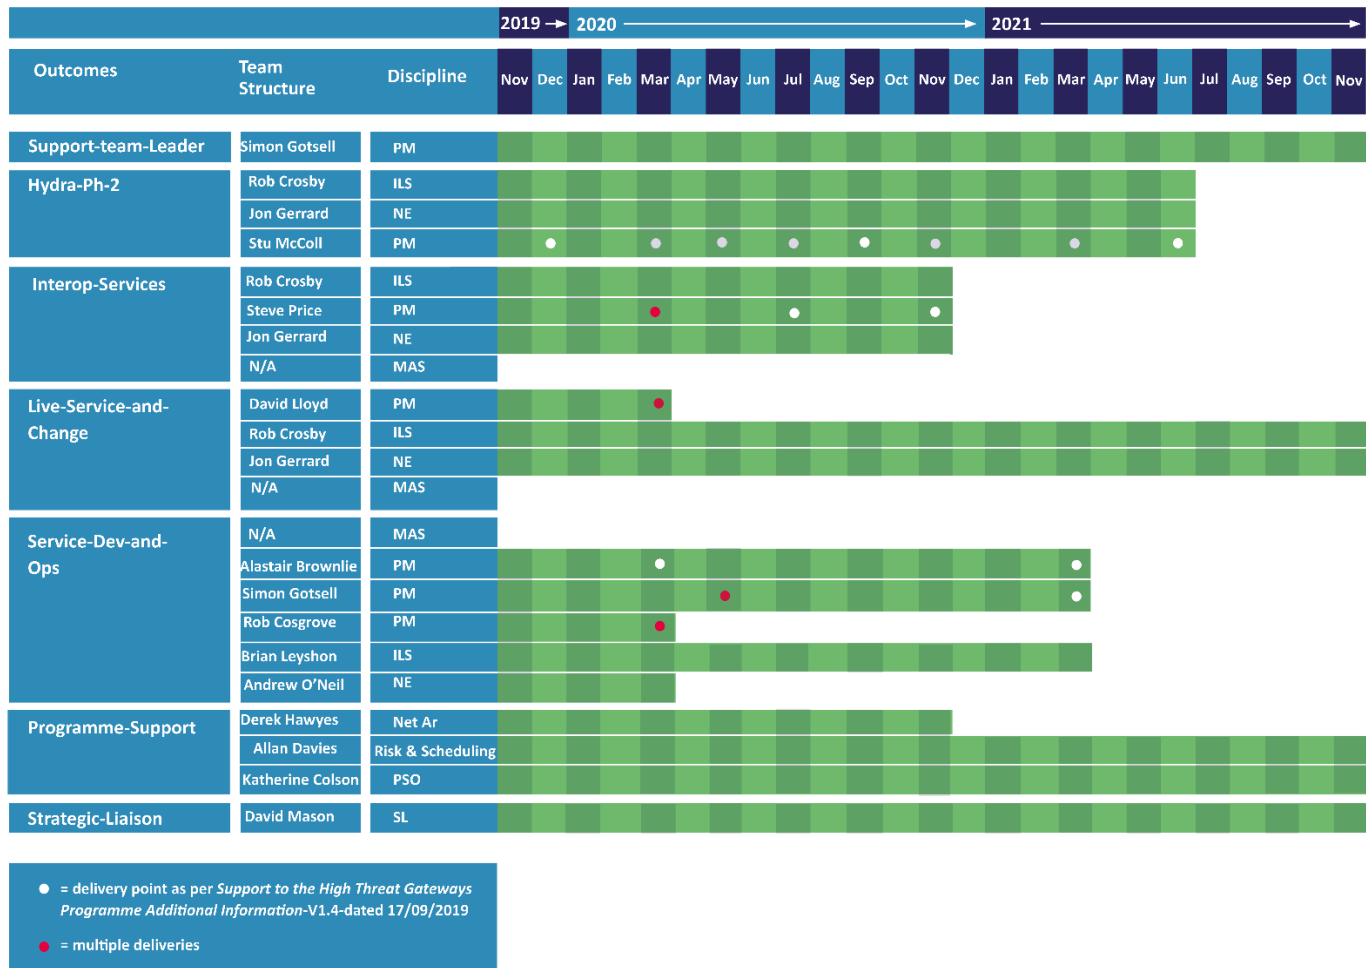 2019 2020 2021
Outcomes Team Structure Discipline Nov Dec Jan Feb Mar Apr May Jun Jul Aug Sep Oct Nov Dec Jan Feb Mar Apr May Jun Jul Aug Sep Oct Nov
Support-team-Leader Simon Gotsell PM
Hydra-Ph-2 Rob Crosby ILS
Jon Gerrard NE
Stu McColl PM
Interop-Services Rob Crosby ILS
Steve Price PM
Jon Gerrard NE
N/A MAS
Live-Service-and-Change David Lloyd PM
Rob Crosby ILS
Jon Gerrard NE
N/A MAS
Service-Dev-and-Ops N/A MAS
Alastair Brownlie PM
Simon Gotsell PM
Rob Cosgrove PM
Brian Leyshon ILS
Andrew O'Neil NE
Programme-Support Derek Hawyes Net Ar
Allan Davies Risk & Scheduling
Katherine Colson PSO
Strategic-Liaison David Mason SL
= delivery point as per Support to the High Threat Gateways
Programme Additional Information-V1.4-dated 17/09/2019
= multiple deliveries